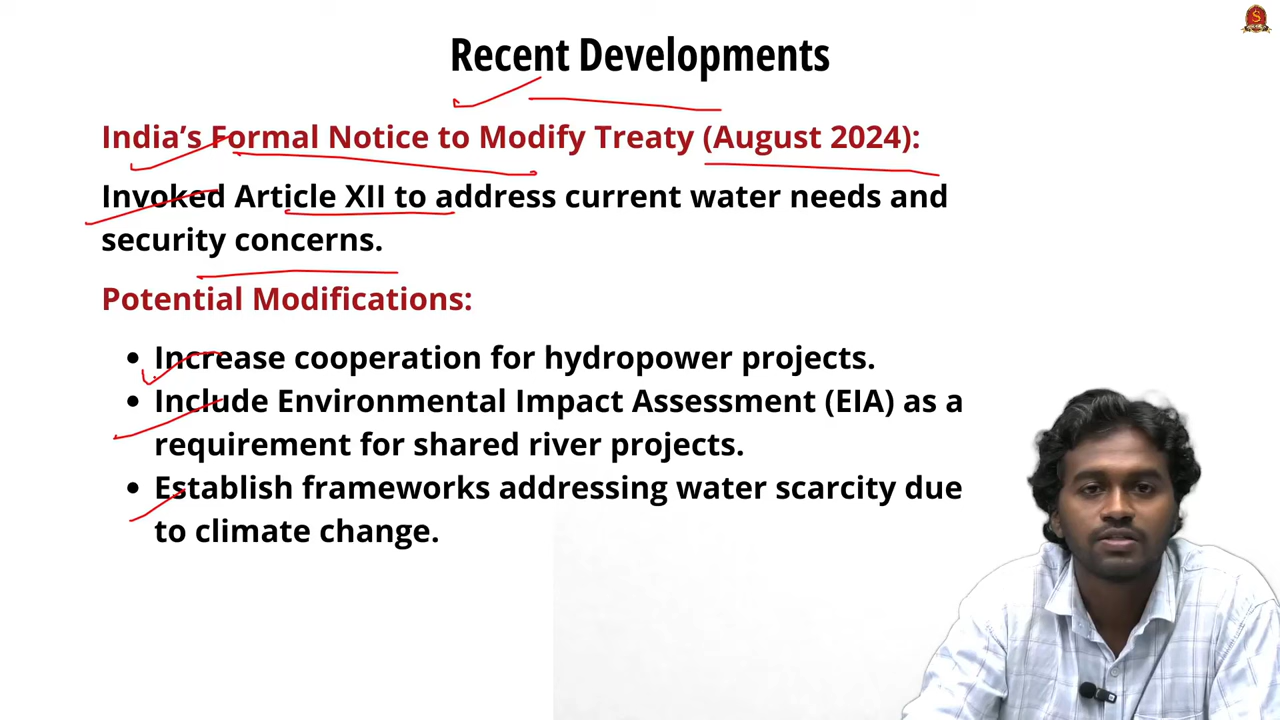 Recent Developments
India's Formal Notice to Modify Treaty (August 2024):
Invoked Article XII to address current water needs and
security concerns.
Potential Modifications:
• Increase cooperation for hydropower projects.
• Include Environmental Impact Assessment (EIA) as a
requirement for shared river projects.
• Establish frameworks addressing water scarcity due
to climate change.